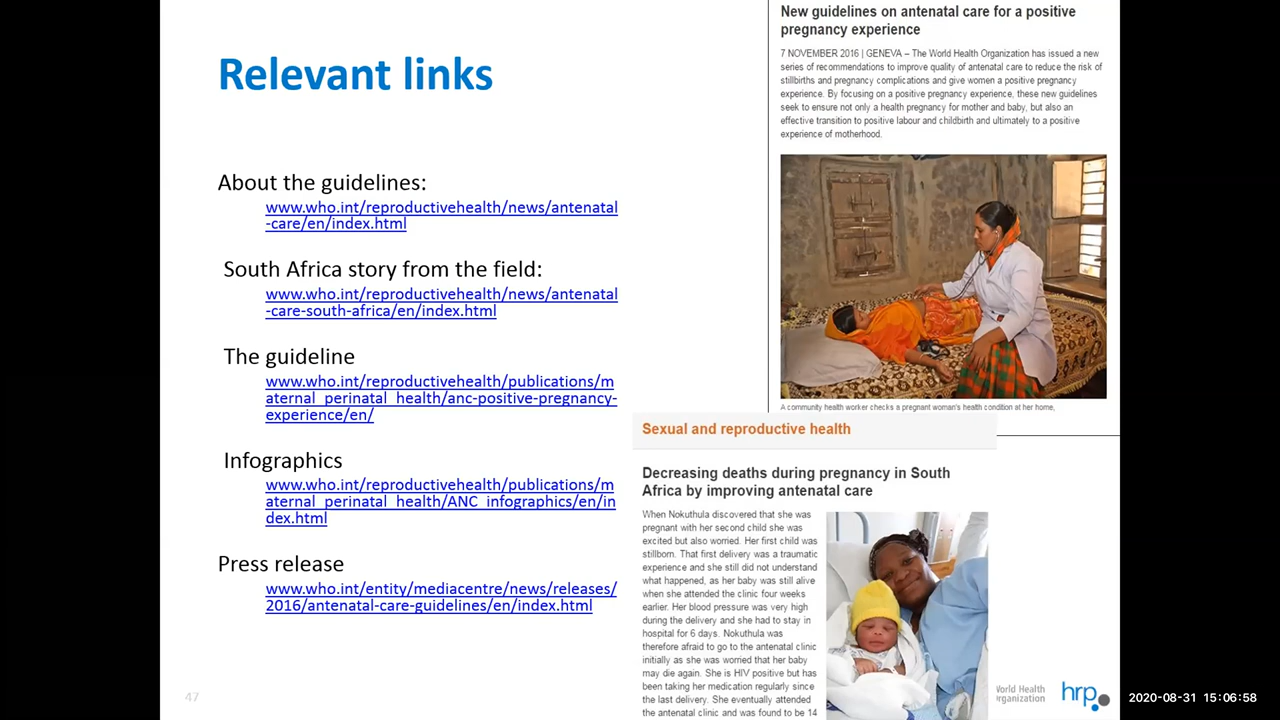 Relevant links
About the guidelines:
www.who.int/reproductivehealth/news/antenatal
-care/en/index.html
South Africa story from the field:
www.who.int/reproductivehealth/news/antenatal
-care-south-africa/en/index.html
The guideline
www.who.int/reproductivehealth/publications/m
aternal_perinatal_health/anc-positive-pregnancy-
experience/en/
Infographics
www.who.int/reproductivehealth/publications/m
aternal_perinatal_health/ANC_infographics/en/in
dex.html
Press release
www.who.int/entity/mediacentre/news/releases/
2016/antenatal-care-guidelines/en/index.html
47
New guidelines on antenatal care for a positive
pregnancy experience
7 NOVEMBER 2016 | GENEVA – The World Health Organization has issued a new
series of recommendations to improve quality of antenatal care to reduce the risk of
stillbirths and pregnancy complications and give women a positive pregnancy
experience. By focusing on a positive pregnancy experience, these new guidelines
seek to ensure not only a health pregnancy for mother and baby, but also an
effective transition to positive labour and childbirth and ultimately to a positive
experience of motherhood.
A community health worker checks a pregnant woman's health condition at her home,
Sexual and reproductive health
Decreasing deaths during pregnancy in South
Africa by improving antenatal care
When Nokuthula discovered that she was
pregnant with her second child she was
excited but also worried. Her first child was
stillborn. That first delivery was a traumatic
experience and she still did not understand
what happened, as her baby was still alive
when she attended the clinic four weeks
earlier. Her blood pressure was very high
during the delivery and she had to stay in
hospital for 6 days. Nokuthula was
therefore afraid to go to the antenatal clinic
initially as she was worried that her baby
may die again. She is HIV positive but has
been taking her medication regularly since
the last delivery. She eventually attended
the antenatal clinic and was found to be 14
World Health
Organization
hrp
2020-08-31 15:06:58